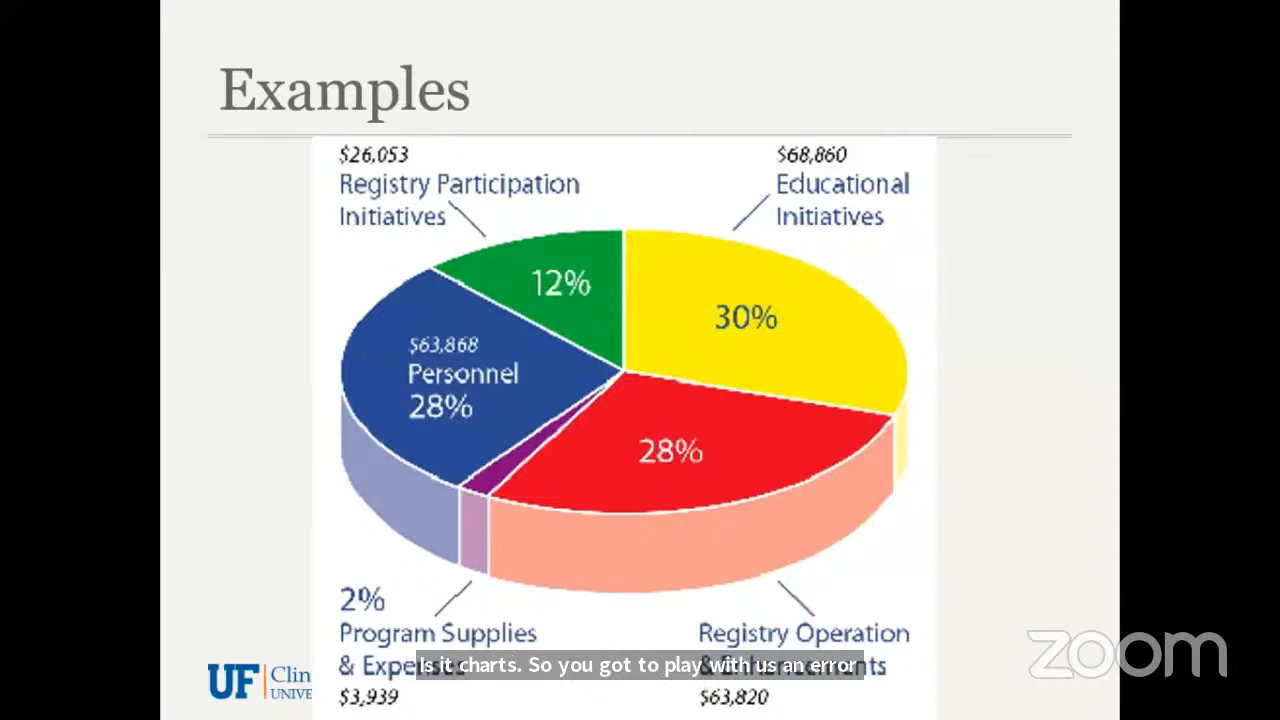 Examples
$26,053
Registry Participation
Initiatives
$68,860
Educational
Initiatives
12%
30%
$63,868
Personnel
28%
28%
2%
Program Supplies
& Expenses
$3,939
Registry Operation
& Enhancements
$63,820
Is it charts. So you got to play with us an error
UF
Clin
UNIVE
zoom